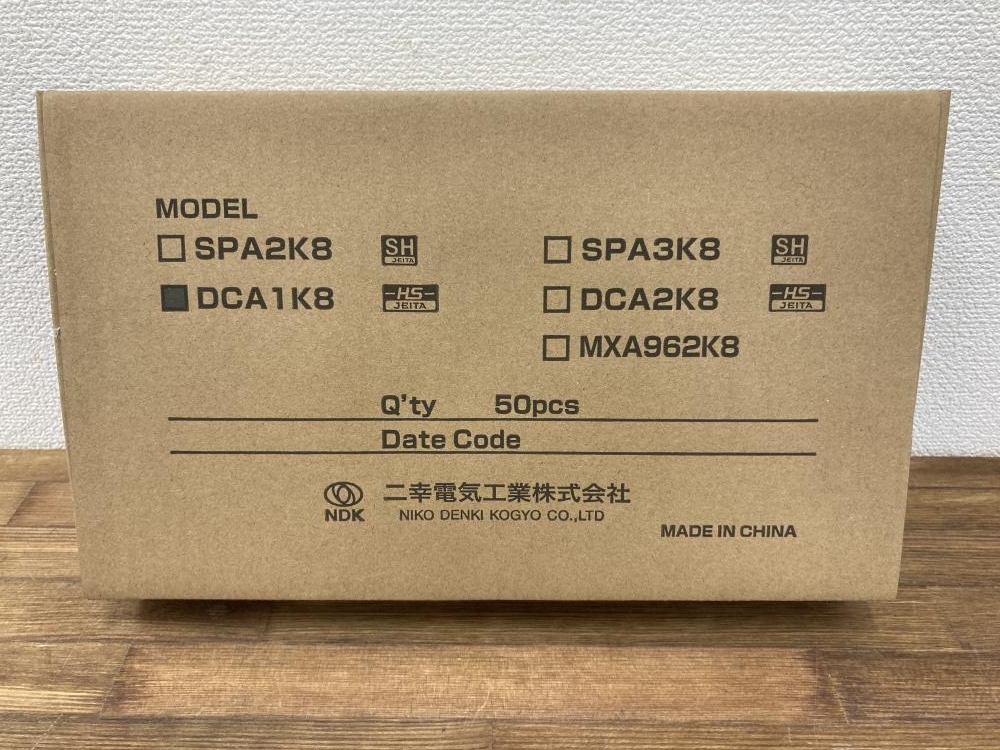 MODEL
□ SPA2K8 SH JEITA □ SPA3K8 SH JEITA
■ DCA1K8 -HS- JEITA □ DCA2K8 -HS- JEITA
□ MXA962K8
Q'ty 50pcs
Date Code
NDK 二幸電気工業株式会社
NIKO DENKI KOGYO CO.,LTD
MADE IN CHINA